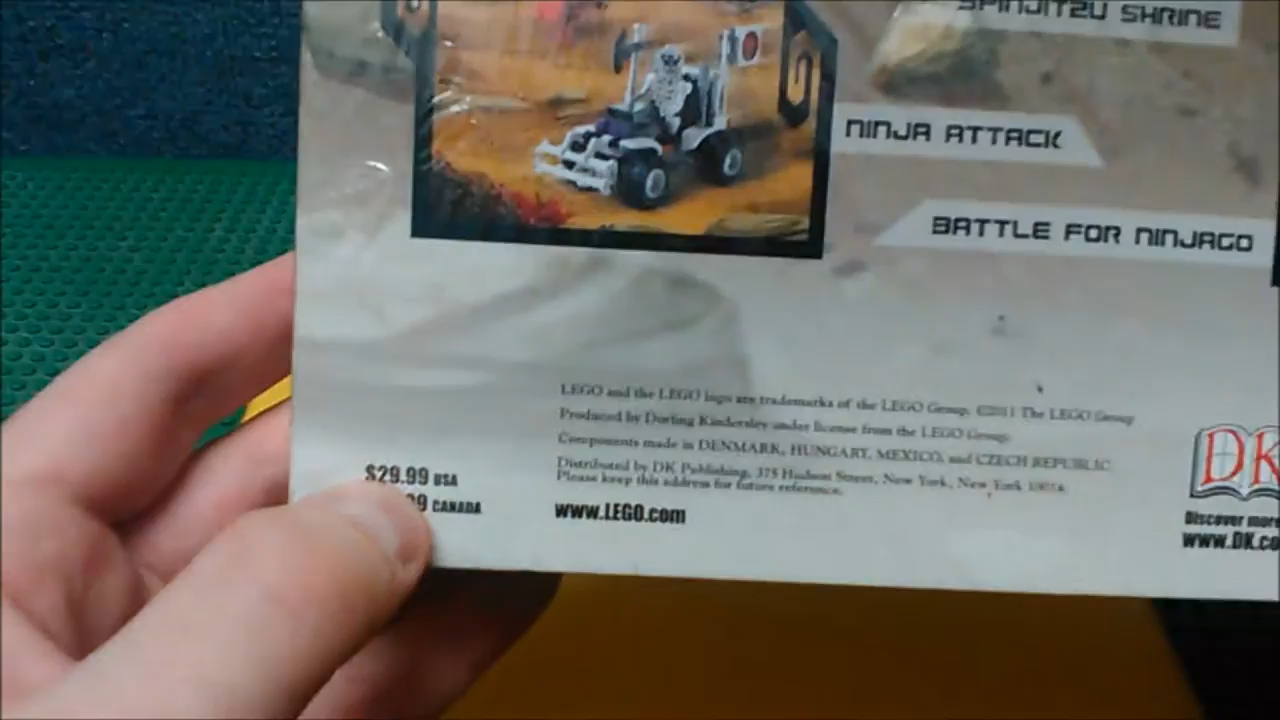 SPINJITZU SHRINE
NINJA ATTACK
BATTLE FOR NINJAGO
LEGO and the LEGO logo are trademarks of the LEGO Group. ©2011 The LEGO Group
Produced by Dorling Kindersley under license from the LEGO Group.
Components made in DENMARK, HUNGARY, MEXICO, and CZECH REPUBLIC
Distributed by DK Publishing, 375 Hudson Street, New York, New York
Please keep this address for future reference.
$29.99 USA
9 CANADA
www.LEGO.com
DK
Discover more
www.DK.co